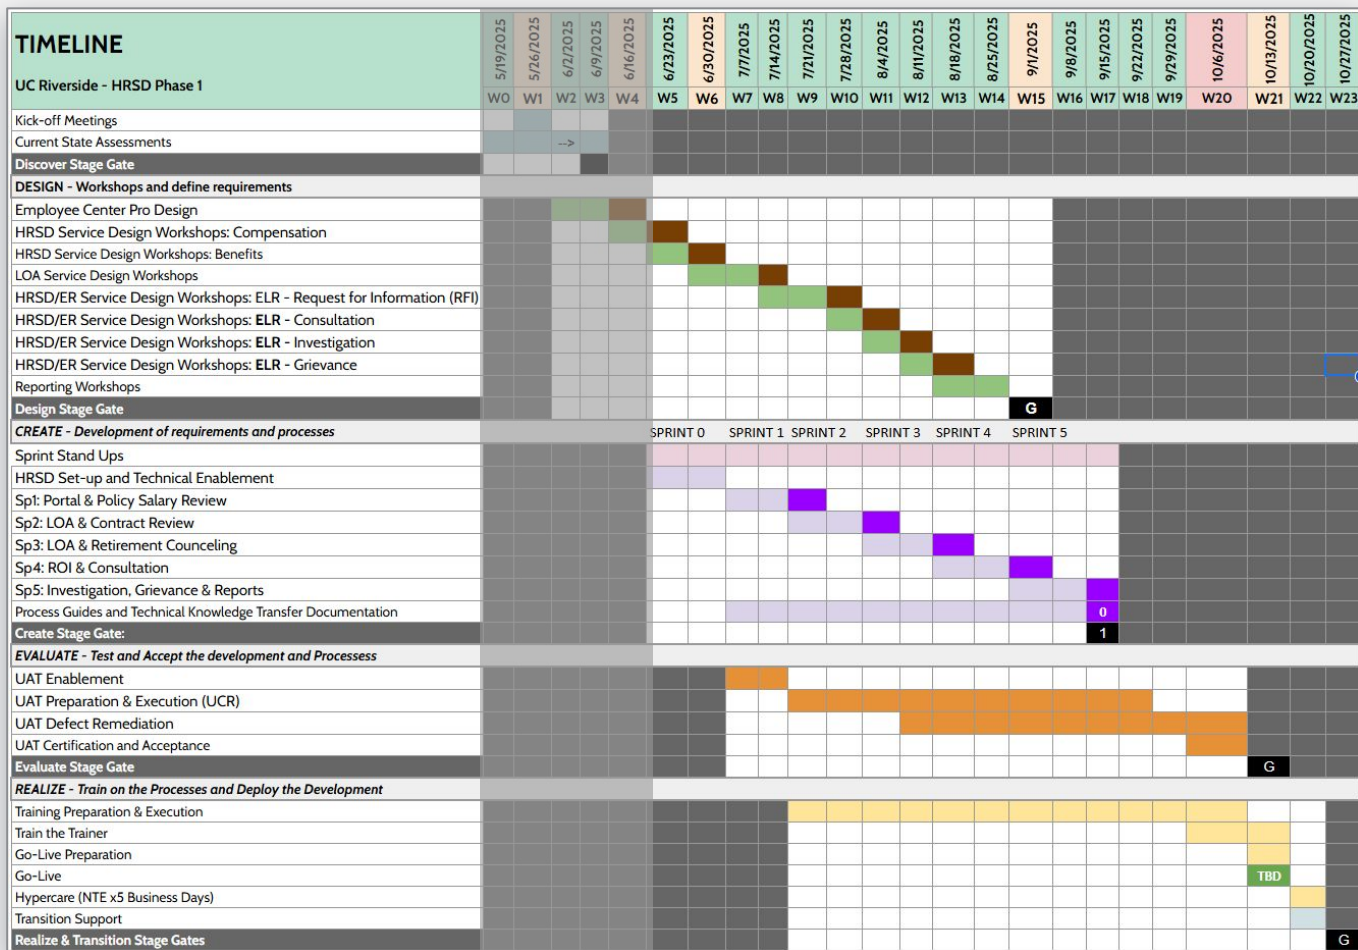 TIMELINE
UC Riverside - HRSD Phase 1
5/19/2025 5/26/2025 6/2/2025 6/9/2025 6/16/2025 6/23/2025 6/30/2025 7/7/2025 7/14/2025 7/21/2025 7/28/2025 8/4/2025 8/11/2025 8/18/2025 8/25/2025 9/1/2025 9/8/2025 9/15/2025 9/22/2025 9/29/2025 10/6/2025 10/13/2025 10/20/2025 10/27/2025
W0 W1 W2 W3 W4 W5 W6 W7 W8 W9 W10 W11 W12 W13 W14 W15 W16 W17 W18 W19 W20 W21 W22 W23
Kick-off Meetings
Current State Assessments -->
Discover Stage Gate
DESIGN - Workshops and define requirements
Employee Center Pro Design
HRSD Service Design Workshops: Compensation
HRSD Service Design Workshops: Benefits
LOA Service Design Workshops
HRSD/ER Service Design Workshops: ELR - Request for Information (RFI)
HRSD/ER Service Design Workshops: ELR - Consultation
HRSD/ER Service Design Workshops: ELR - Investigation
HRSD/ER Service Design Workshops: ELR - Grievance
Reporting Workshops
Design Stage Gate G
CREATE - Development of requirements and processes SPRINT 0 SPRINT 1 SPRINT 2 SPRINT 3 SPRINT 4 SPRINT 5
Sprint Stand Ups
HRSD Set-up and Technical Enablement
Sp1: Portal & Policy Salary Review
Sp2: LOA & Contract Review
Sp3: LOA & Retirement Counceling
Sp4: ROI & Consultation
Sp5: Investigation, Grievance & Reports
Process Guides and Technical Knowledge Transfer Documentation 0
Create Stage Gate: 1
EVALUATE - Test and Accept the development and Processess
UAT Enablement
UAT Preparation & Execution (UCR)
UAT Defect Remediation
UAT Certification and Acceptance
Evaluate Stage Gate G
REALIZE - Train on the Processes and Deploy the Development
Training Preparation & Execution
Train the Trainer
Go-Live Preparation
Go-Live TBD
Hypercare (NTE x5 Business Days)
Transition Support
Realize & Transition Stage Gates G